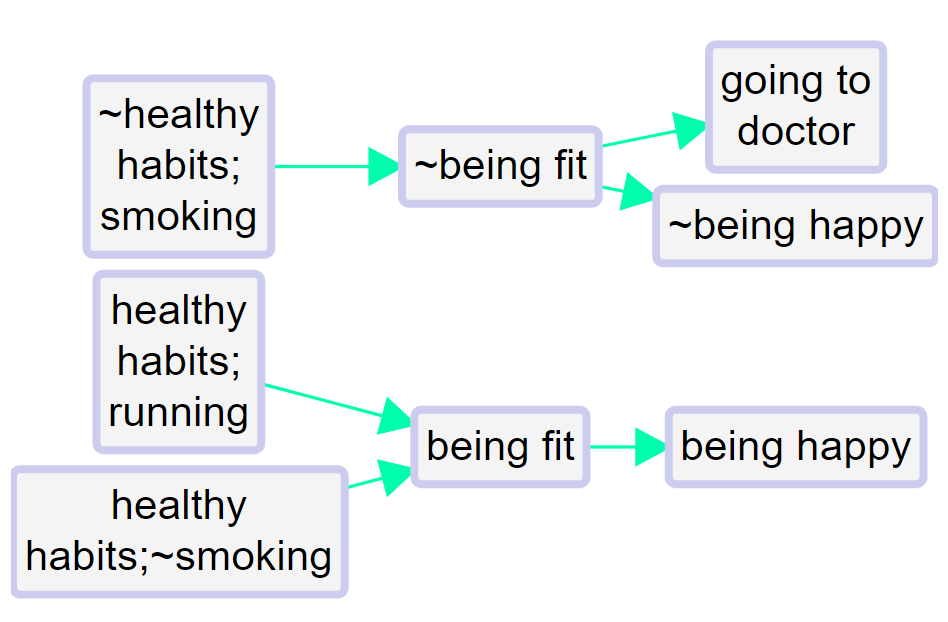 ~healthy
habits;
smoking
~being fit
going to
doctor
~being happy
healthy
habits;
running
being fit
being happy
healthy
habits;~smoking